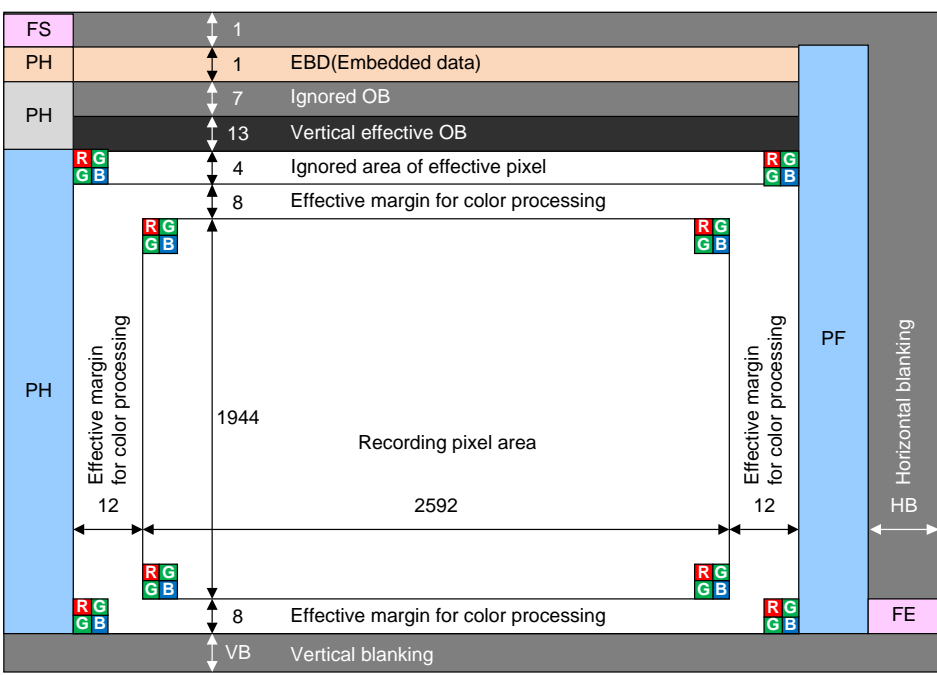 FS
1
PH
1
EBD(Embedded data)
PH
7
Ignored OB
13
Vertical effective OB
R G
G B
4
Ignored area of effective pixel
R G
G B
8
Effective margin for color processing
R G
G B
R G
G B
PH
Effective margin
for color processing
12
1944
Recording pixel area
2592
Effective margin
for color processing
12
PF
Horizontal blanking
HB
R G
G B
R G
G B
R G
G B
8
Effective margin for color processing
R G
G B
FE
VB
Vertical blanking